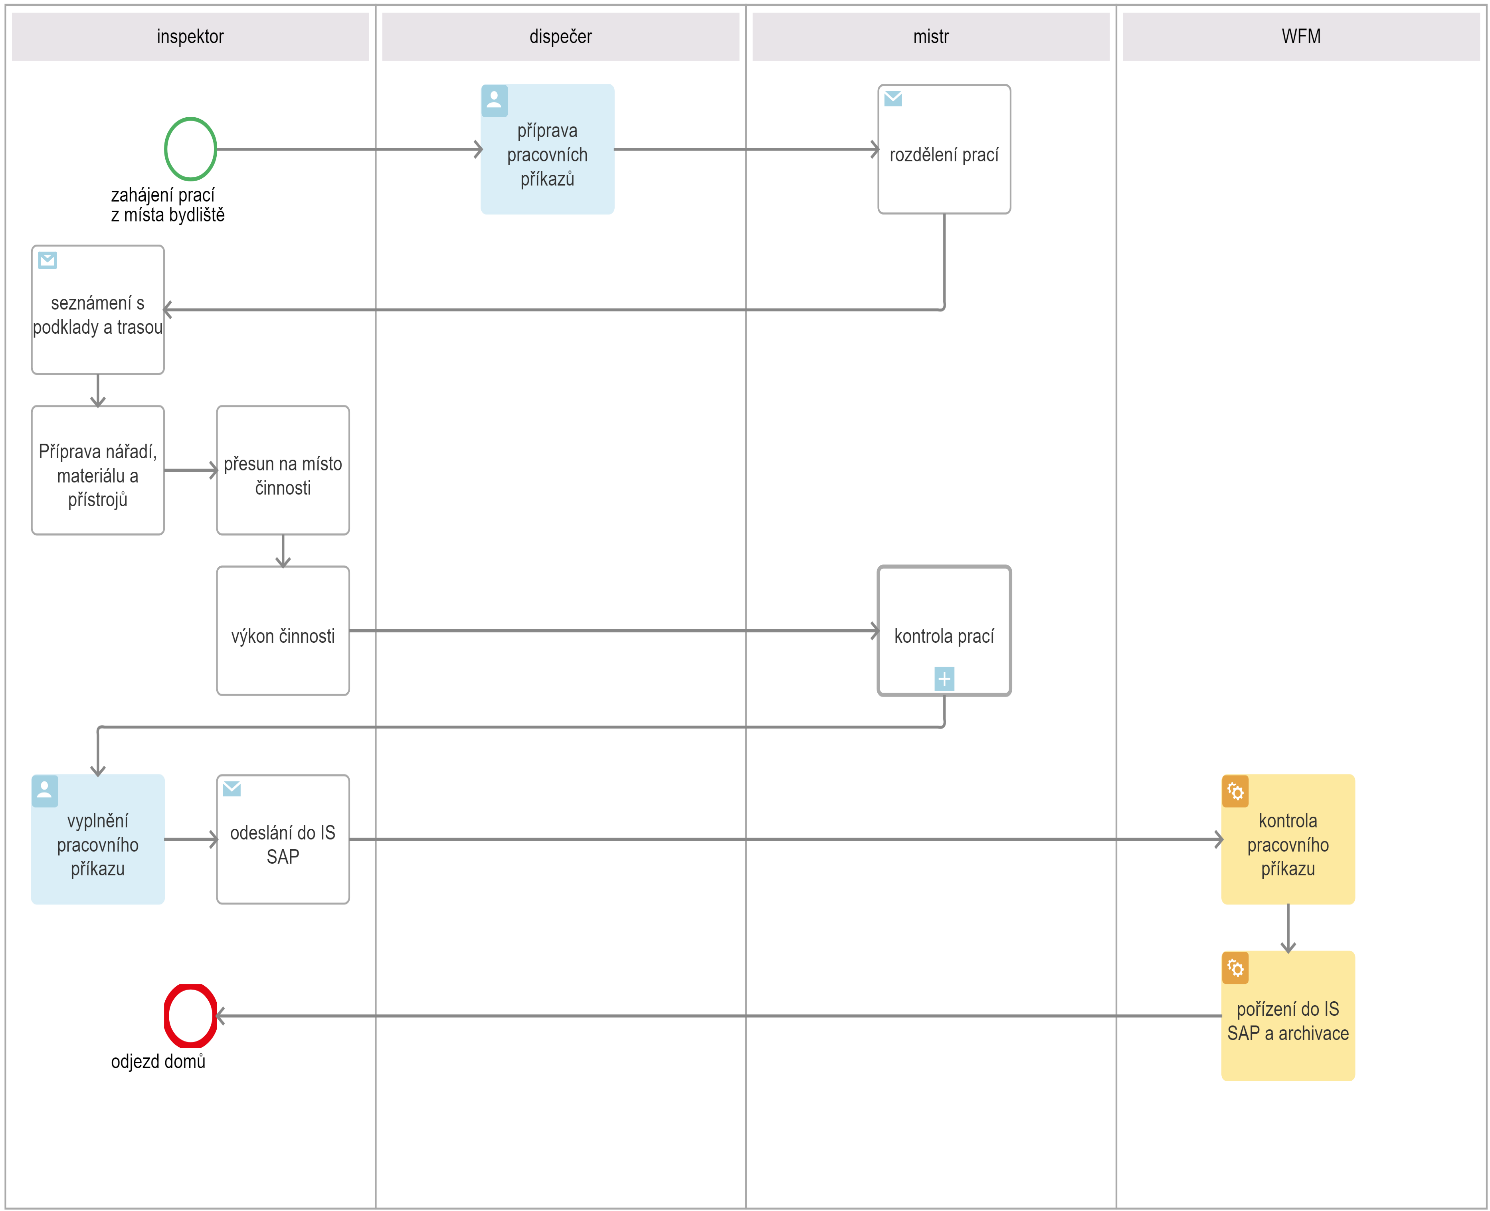 inspektor
dispečer
mistr
WFM
zahájení prací
z místa bydliště
příprava
pracovních
příkazů
rozdělení prací
seznámení s
podklady a trasou
Příprava nářadí,
materiálu a
přístrojů
přesun na místo
činnosti
výkon činnosti
kontrola prací
vyplnění
pracovního
příkazu
odeslání do IS
SAP
kontrola
pracovního
příkazu
pořízení do IS
SAP a archivace
odjezd domů